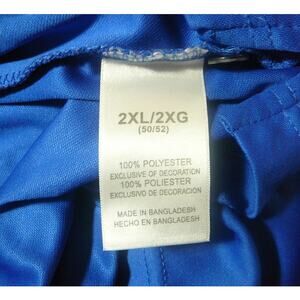 2XL/2XG
(50/52)
100% POLYESTER
EXCLUSIVE OF DECORATION
100% POLIESTER
EXCLUSIVO DE DECORACIÓN
MADE IN BANGLADESH
HECHO EN BANGLADESH